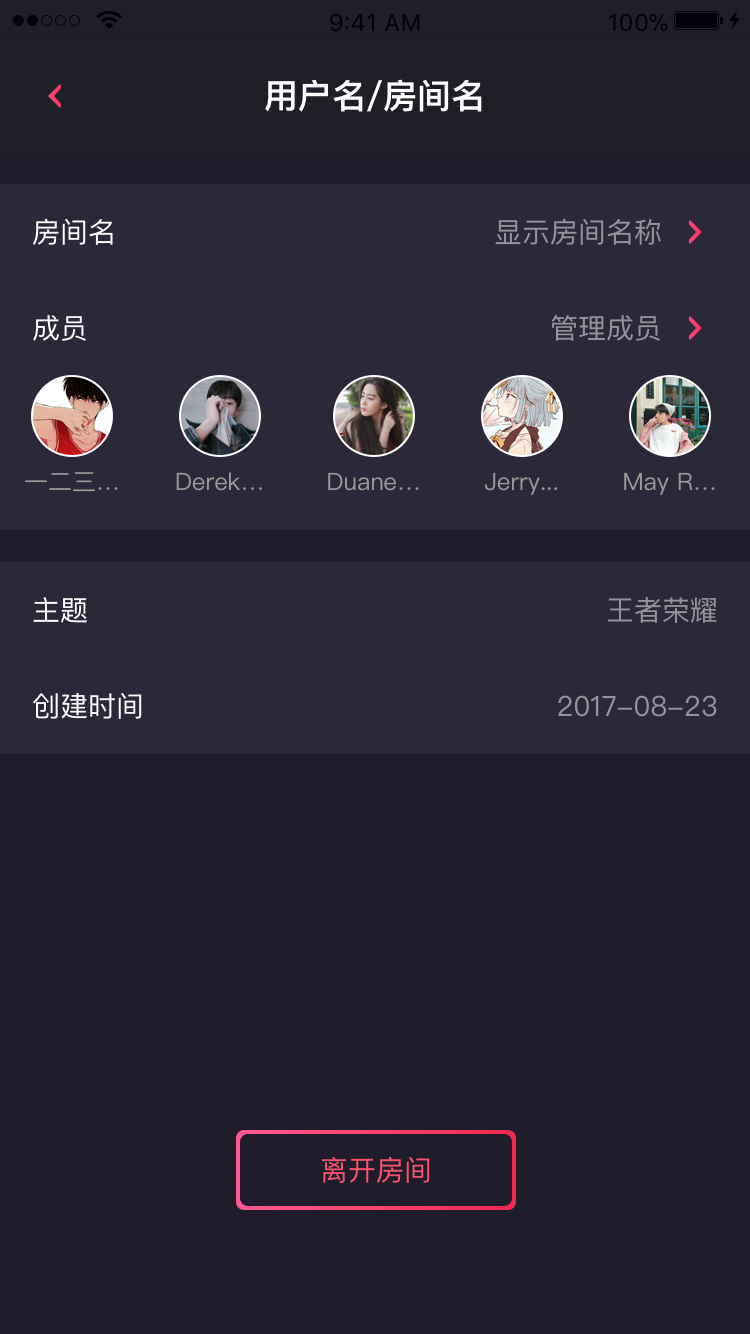 9:41 AM 100%
用户名/房间名
房间名 显示房间名称
成员 管理成员
一二三... Derek... Duane... Jerry... May R...
主题 王者荣耀
创建时间 2017-08-23
离开房间